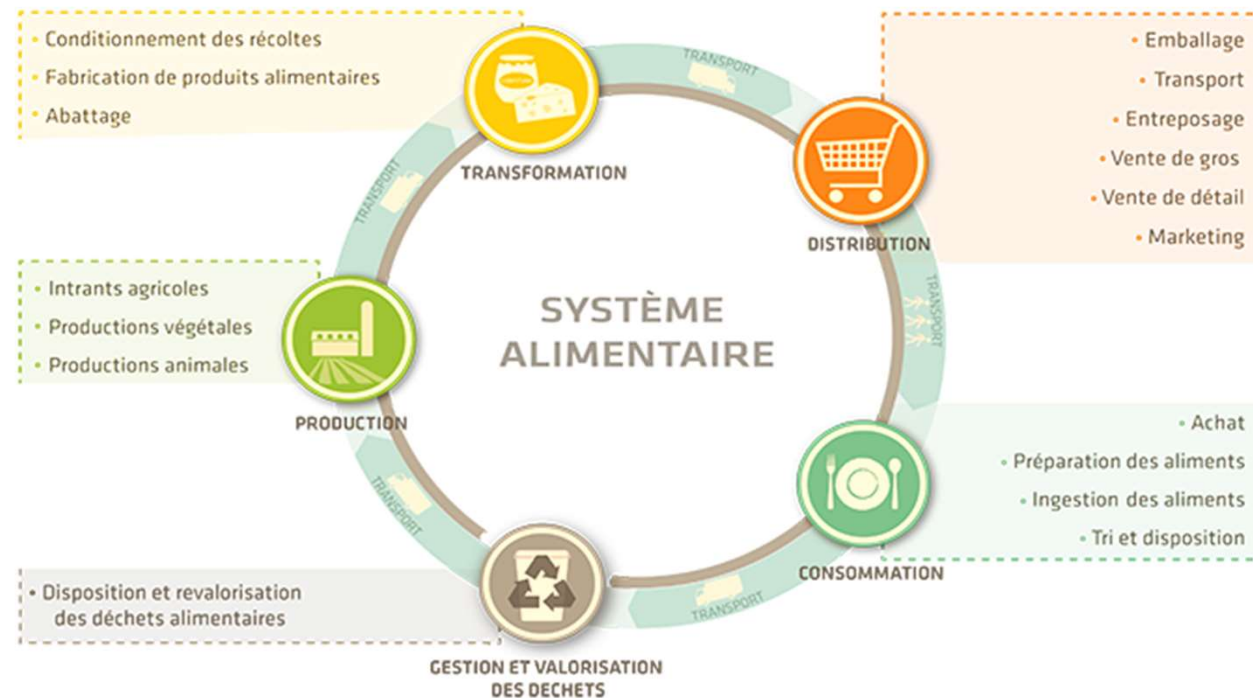 • Conditionnement des récoltes
• Fabrication de produits alimentaires
• Abattage
TRANSFORMATION
TRANSPORT
• Emballage
• Transport
• Entreposage
• Vente de gros
• Vente de détail
• Marketing
DISTRIBUTION
TRANSPORT
• Intrants agricoles
• Productions végétales
• Productions animales
PRODUCTION
TRANSPORT
SYSTÈME
ALIMENTAIRE
• Achat
• Préparation des aliments
• Ingestion des aliments
• Tri et disposition
CONSOMMATION
TRANSPORT
• Disposition et revalorisation
des déchets alimentaires
GESTION ET VALORISATION
DES DECHETS
TRANSPORT